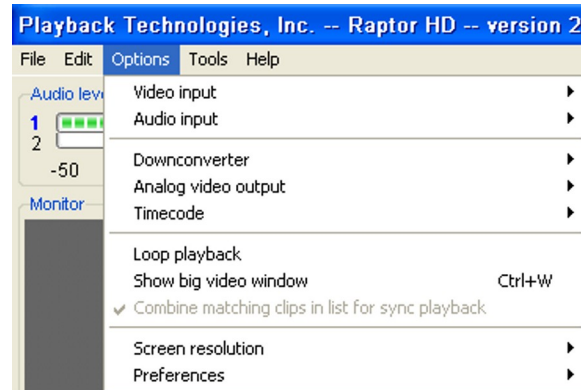 Playback Technologies, Inc. -- Raptor HD -- version 2
File Edit Options Tools Help
Audio lev
1
2
-50
Monitor
Video input
Audio input
Downconverter
Analog video output
Timecode
Loop playback
Show big video window Ctrl+W
Combine matching clips in list for sync playback
Screen resolution
Preferences